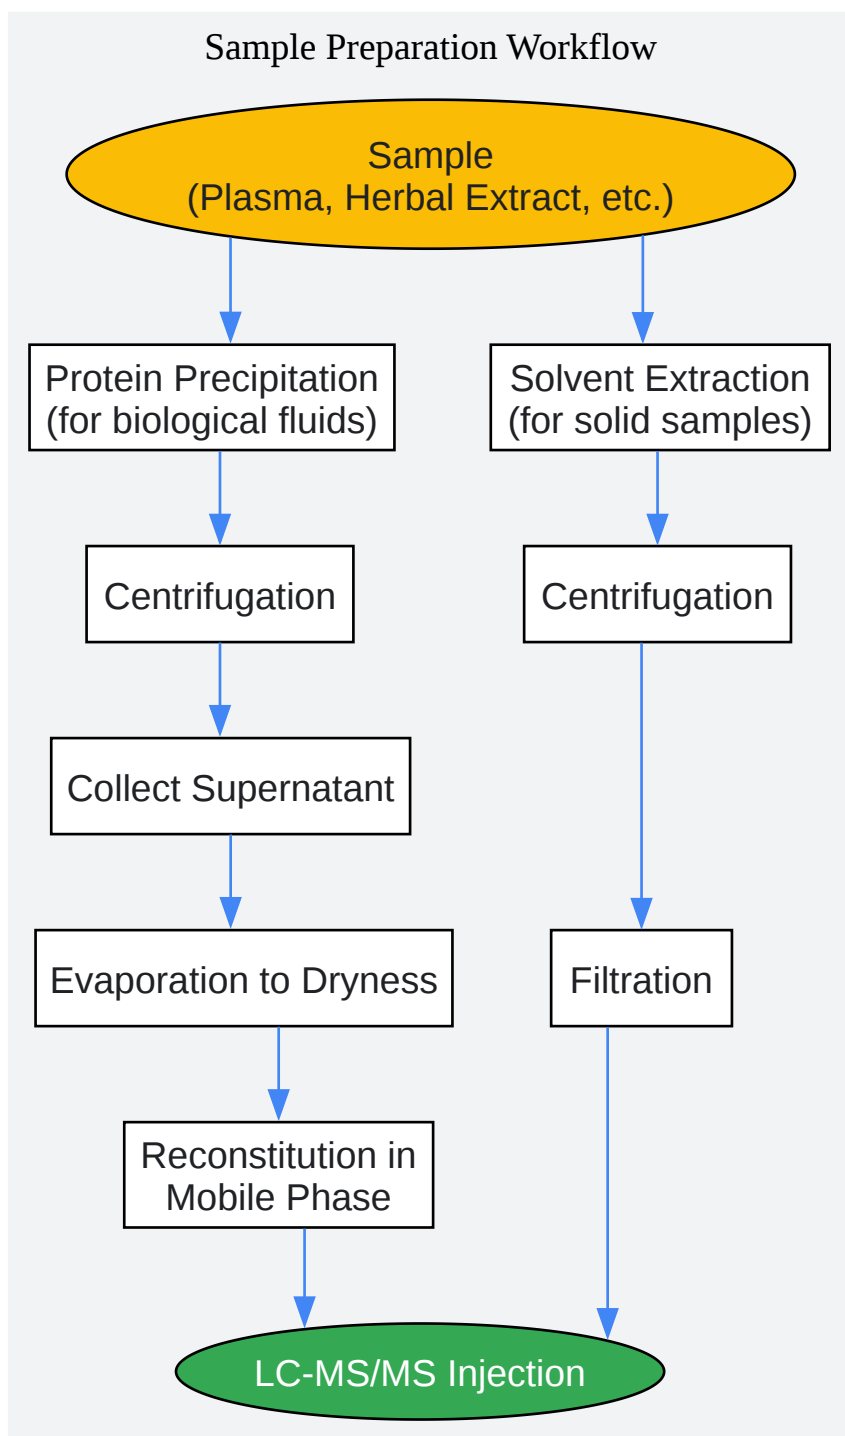 Sample Preparation Workflow
Sample
(Plasma, Herbal Extract, etc.)
Protein Precipitation
(for biological fluids)
Solvent Extraction
(for solid samples)
Centrifugation
Centrifugation
Collect Supernatant
Evaporation to Dryness
Filtration
Reconstitution in
Mobile Phase
LC-MS/MS Injection